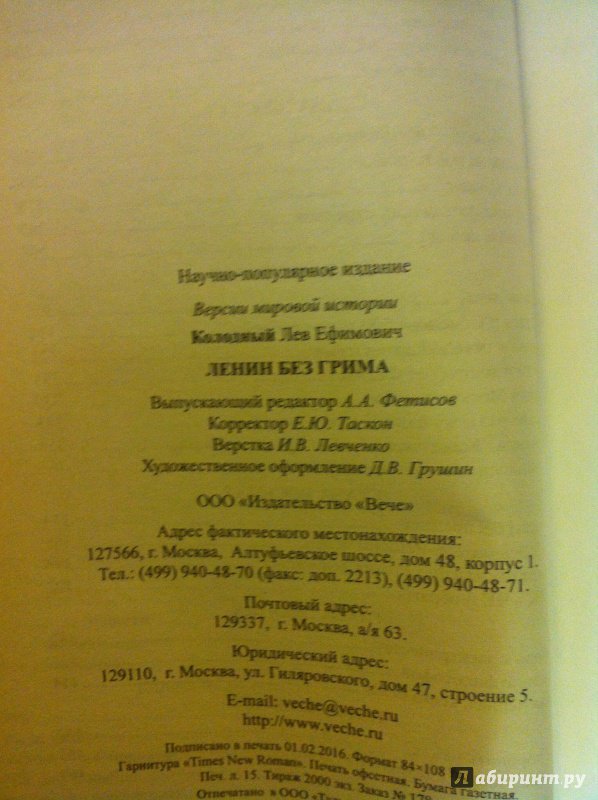 Научно-популярное издание
Версии мировой истории
Колодный Лев Ефимович
ЛЕНИН БЕЗ ГРИМА
Выпускающий редактор А.А. Фетисов
Корректор Е.Ю. Таскон
Верстка И.В. Левченко
Художественное оформление Д.В. Грушин
ООО «Издательство «Вече»
Адрес фактического местонахождения:
127566, г. Москва, Алтуфьевское шоссе, дом 48, корпус 1.
Тел.: (499) 940-48-70 (факс: доп. 2213), (499) 940-48-71.
Почтовый адрес:
129337, г. Москва, а/я 63.
Юридический адрес:
129110, г. Москва, ул. Гиляровского, дом 47, строение 5.
E-mail: veche@veche.ru
http://www.veche.ru
Подписано в печать 01.02.2016. Формат 84×108
Гарнитура «Times New Roman». Печать офсетная. Бумага газетная.
Печ. л. 15. Тираж 2000 экз. Заказ №
Отпечатано в ООО
Лабиринт.ру